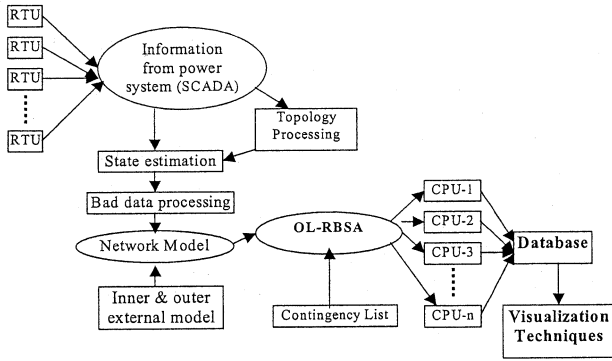 RTU
RTU
RTU
RTU
Information
from power
system (SCADA)
Topology
Processing
State estimation
Bad data processing
Network Model
Inner & outer
external model
OL-RBSA
Contingency List
CPU-1
CPU-2
CPU-3
CPU-n
Database
Visualization
Techniques